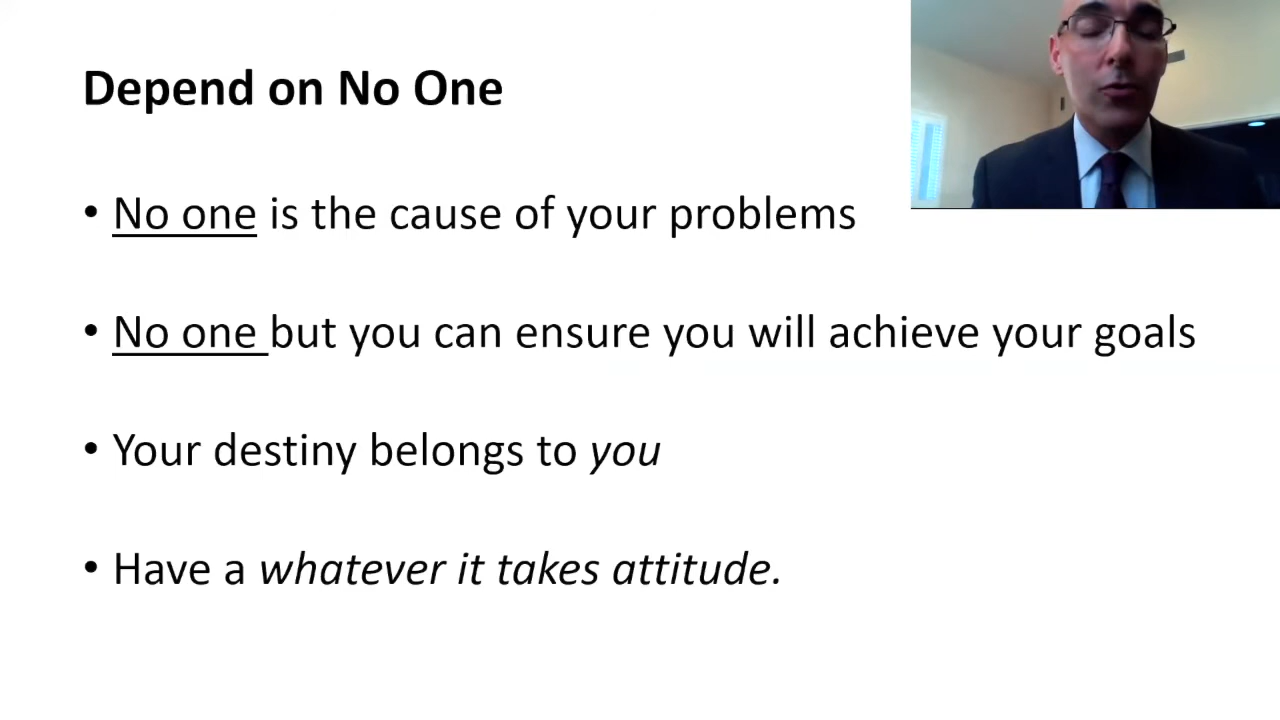 Depend on No One
• No one is the cause of your problems
• No one but you can ensure you will achieve your goals
• Your destiny belongs to you
• Have a whatever it takes attitude.